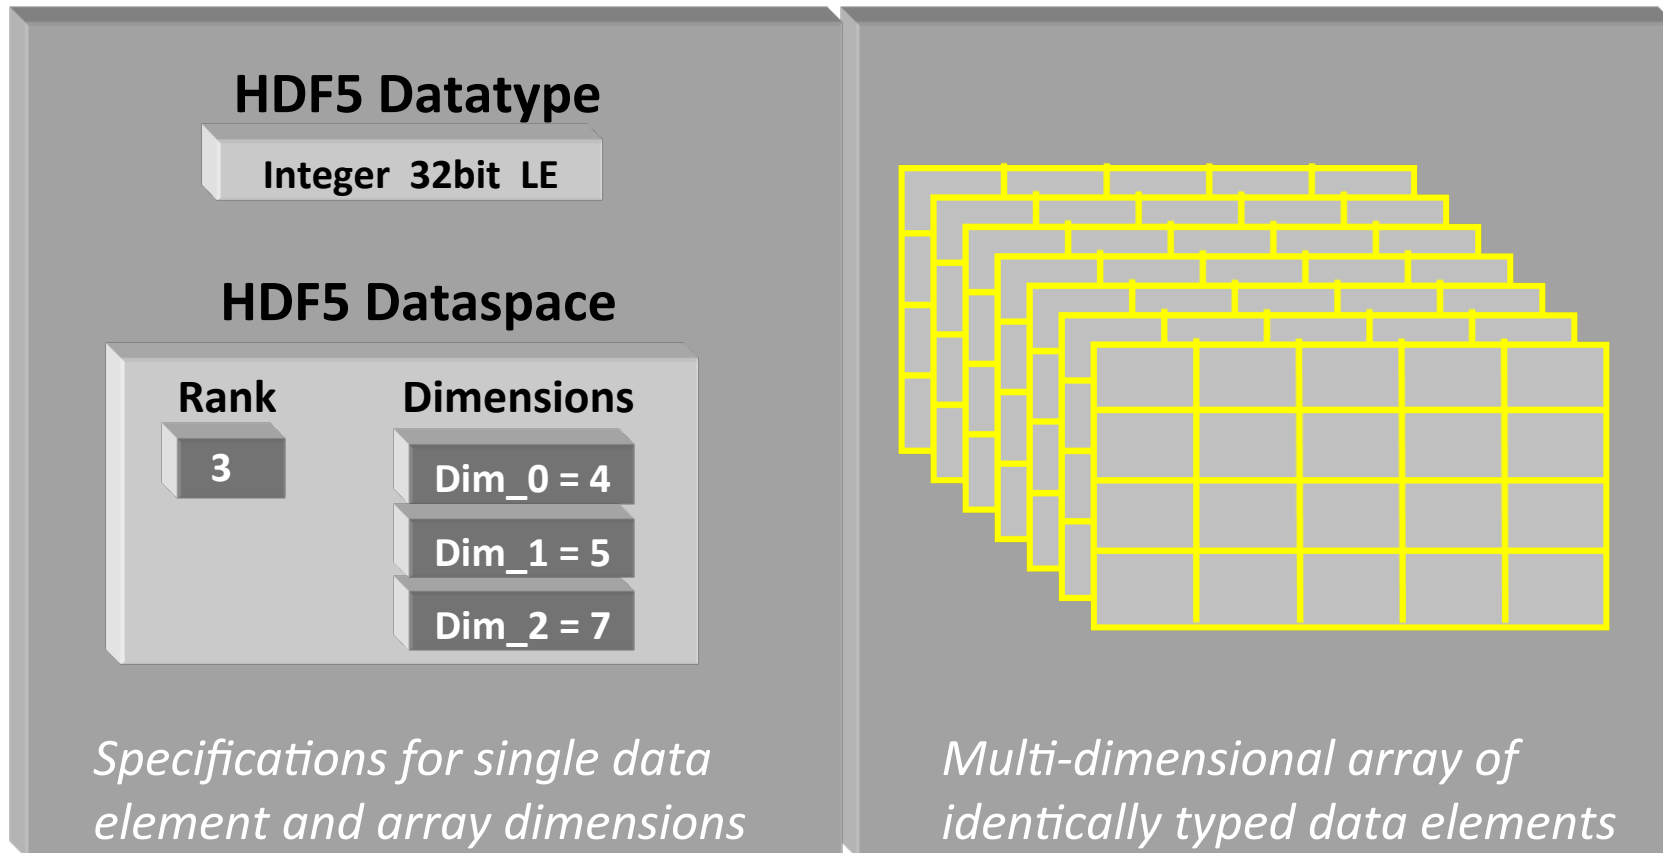 HDF5 Datatype
Integer 32bit LE
HDF5 Dataspace
Rank
3
Dimensions
Dim_0 = 4
Dim_1 = 5
Dim_2 = 7
Specifications for single data
element and array dimensions
Multi-dimensional array of
identically typed data elements